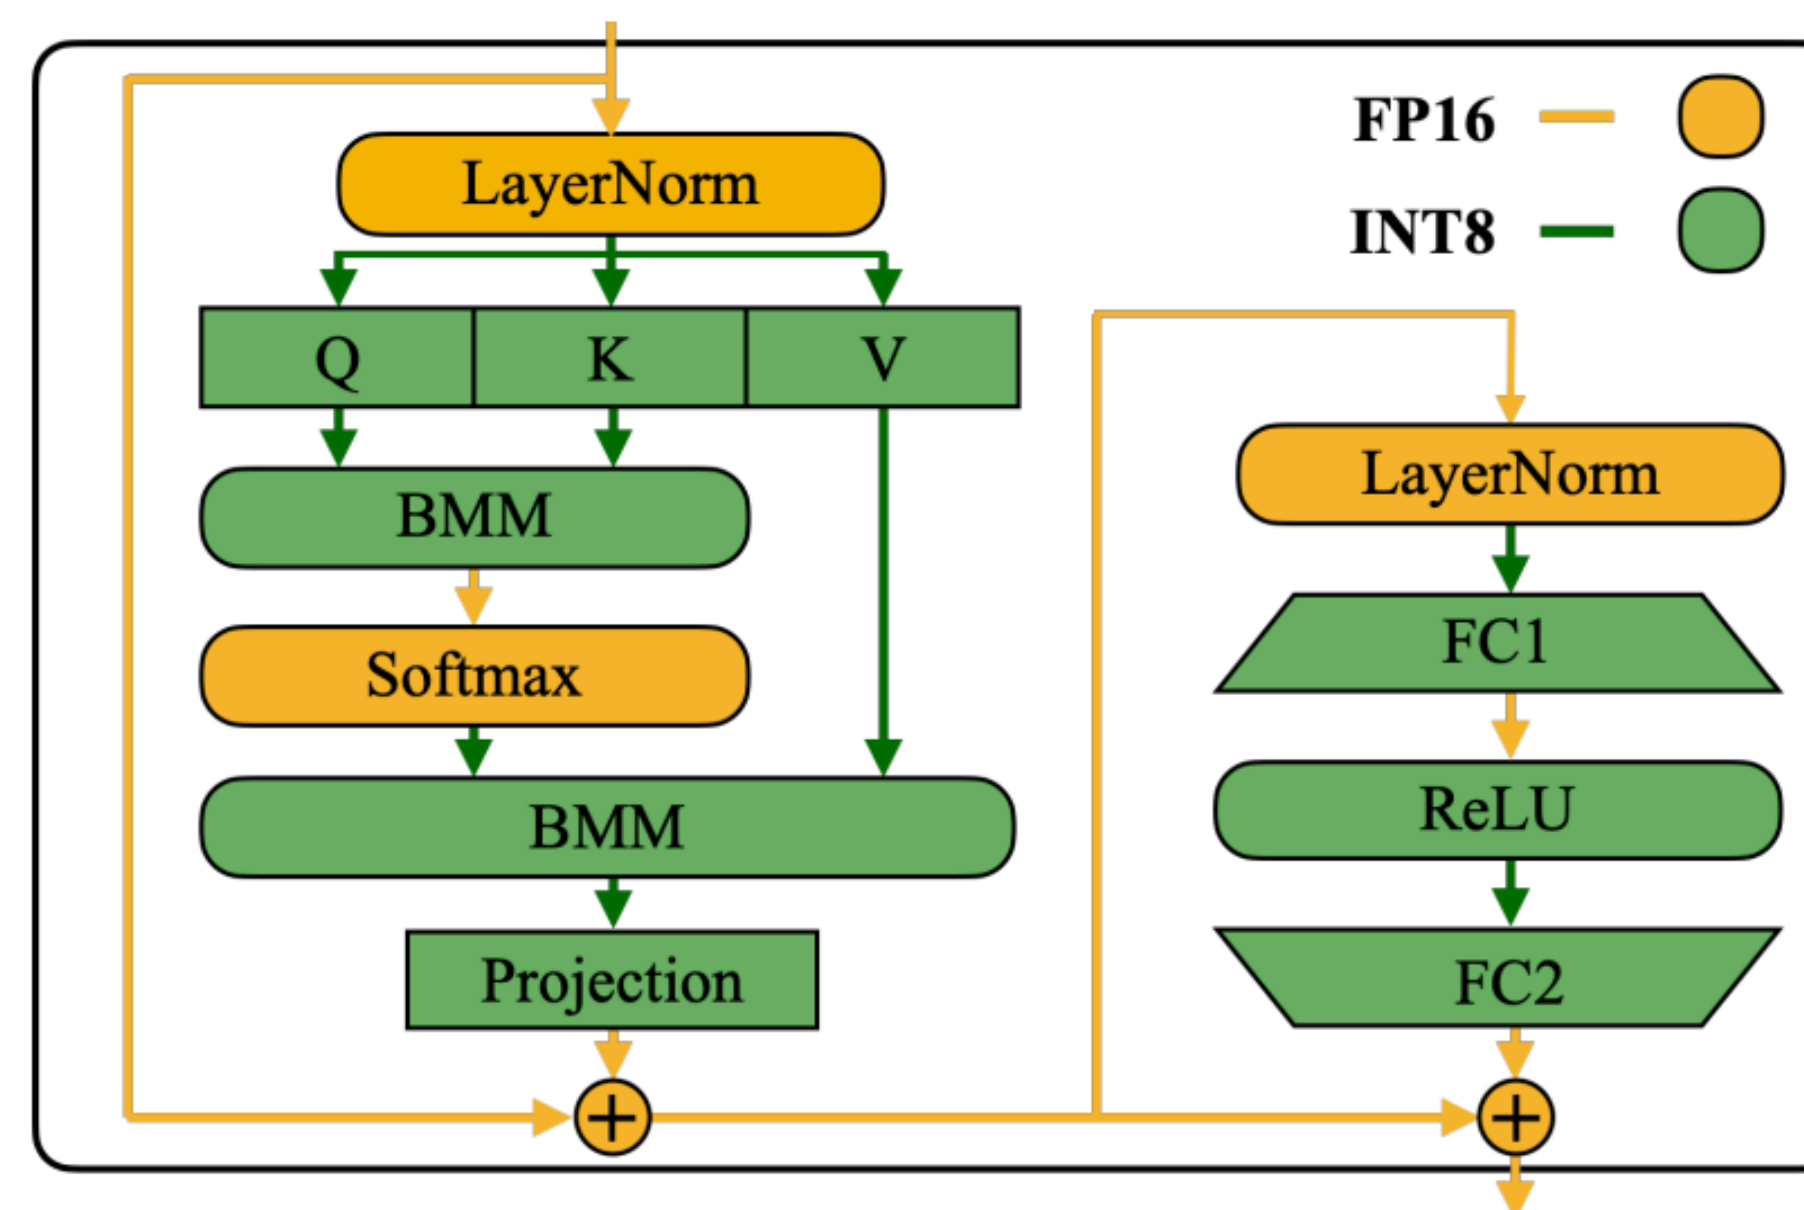 FP16
INT8
LayerNorm
Q K V
BMM
Softmax
BMM
Projection
LayerNorm
FC1
ReLU
FC2